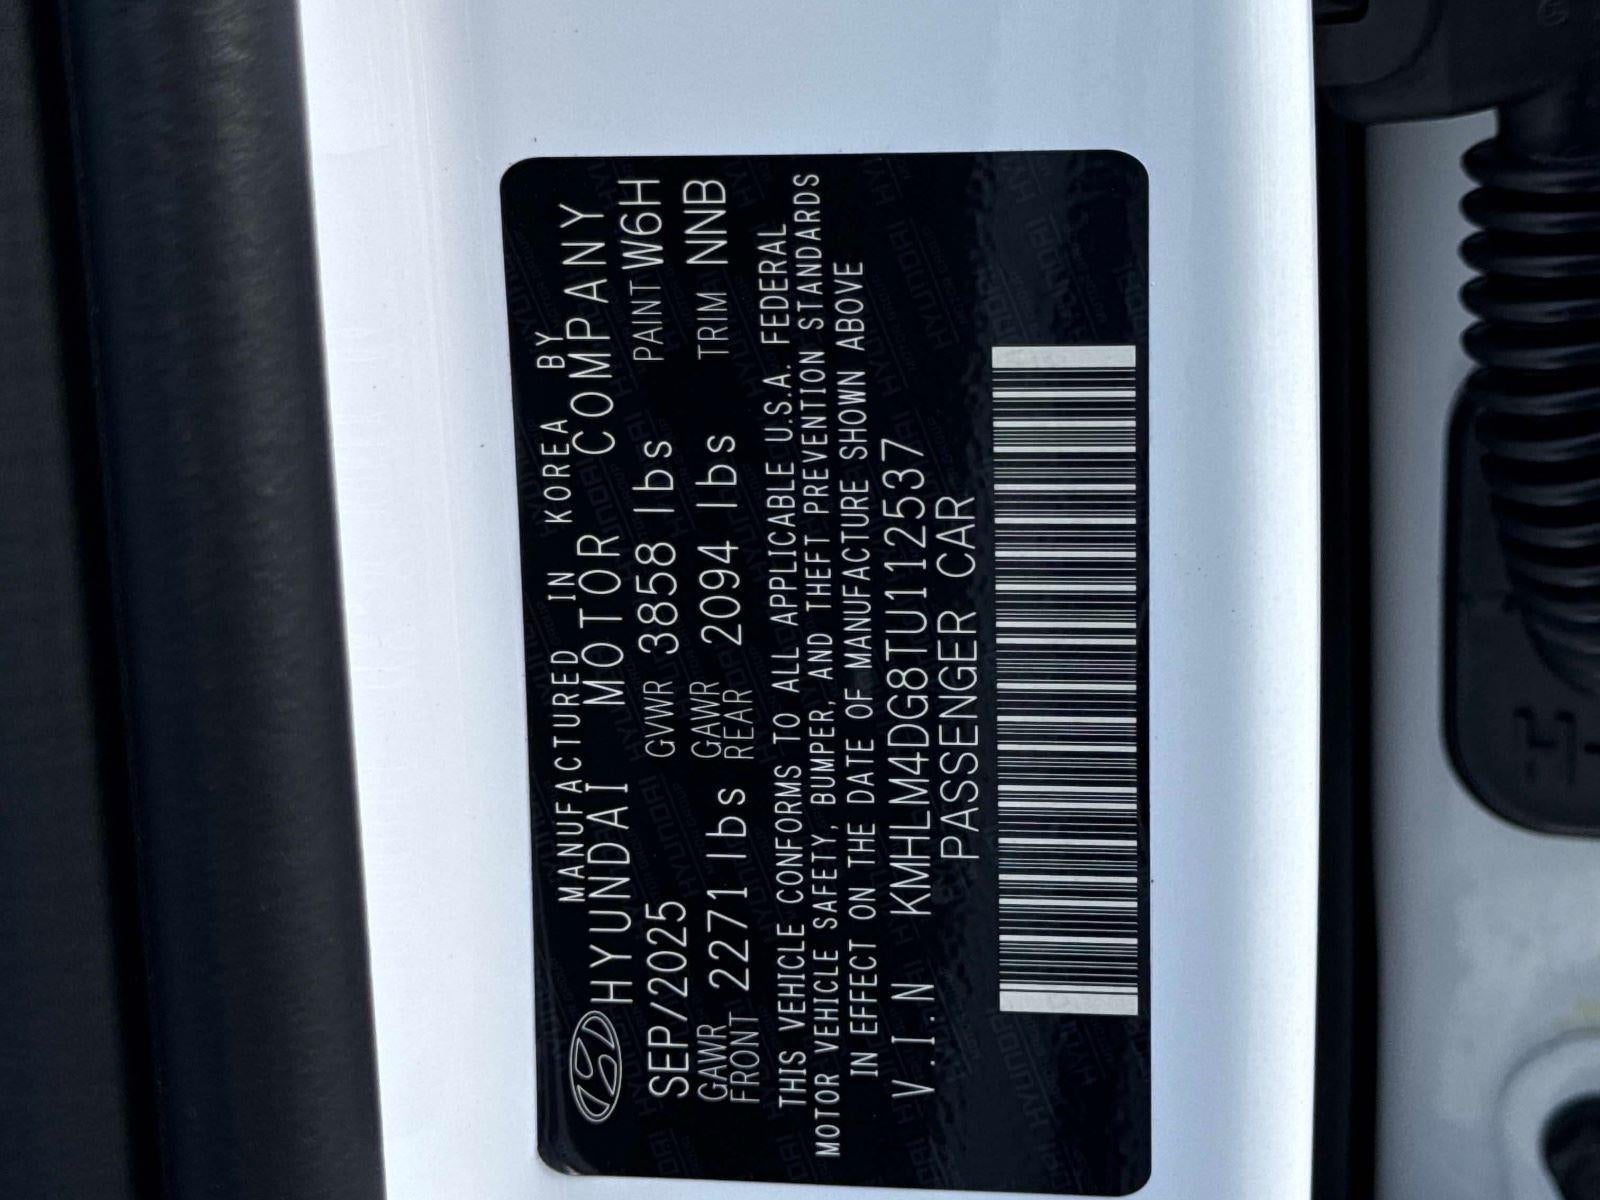 MANUFACTURED IN KOREA BY
HYUNDAI MOTOR COMPANY
SEP/2025 GVWR 3858 lbs PAINT W6H
GAWR FRONT 2271 lbs GAWR REAR 2094 lbs TRIM NNB
THIS VEHICLE CONFORMS TO ALL APPLICABLE U.S.A. FEDERAL
MOTOR VEHICLE SAFETY, BUMPER, AND THEFT PREVENTION STANDARDS
IN EFFECT ON THE DATE OF MANUFACTURE SHOWN ABOVE
V.I.N KMHLM4DG8TU112537
PASSENGER CAR